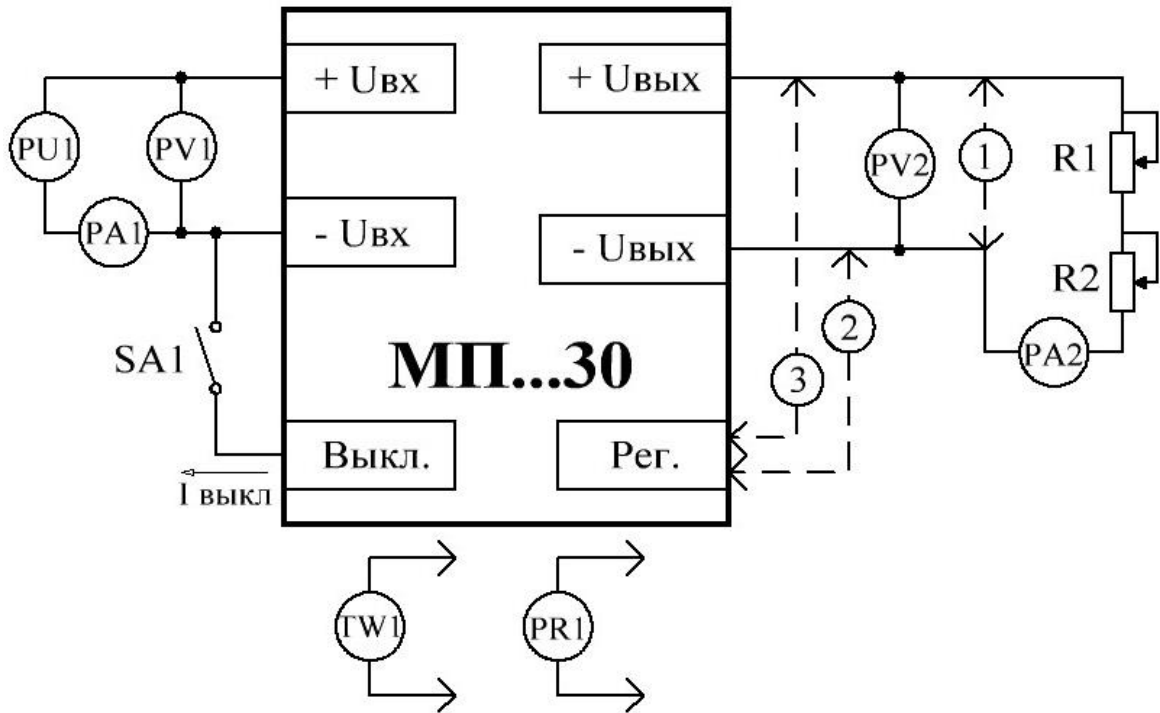 + Uвх
+ Uвых
PU1
PV1
PV2
1
R1
PA1
- Uвх
- Uвых
R2
2
SA1
МП...30
3
PA2
Выкл.
Рег.
I выкл
TW1
PR1